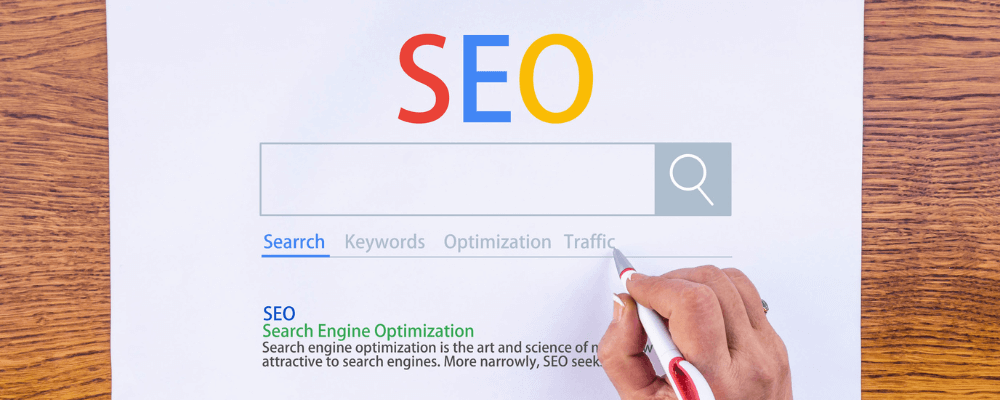 SEO
Searrch Keywords Optimization Traffic
SEO
Search Engine Optimization
Search engine optimization is the art and science of
attractive to search engines. More narrowly, SEO